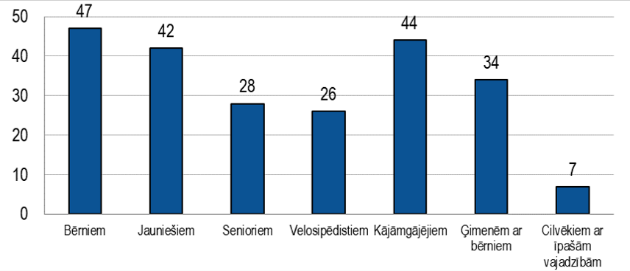 50
40
30
20
10
0
47
42
28
26
44
34
7
Bērniem
Jauniešiem
Senioriem
Velosipēdistiem
Kājāmgājējiem
Ģimenēm ar
bērniem
Cilvēkiem ar
īpašām
vajadzībām